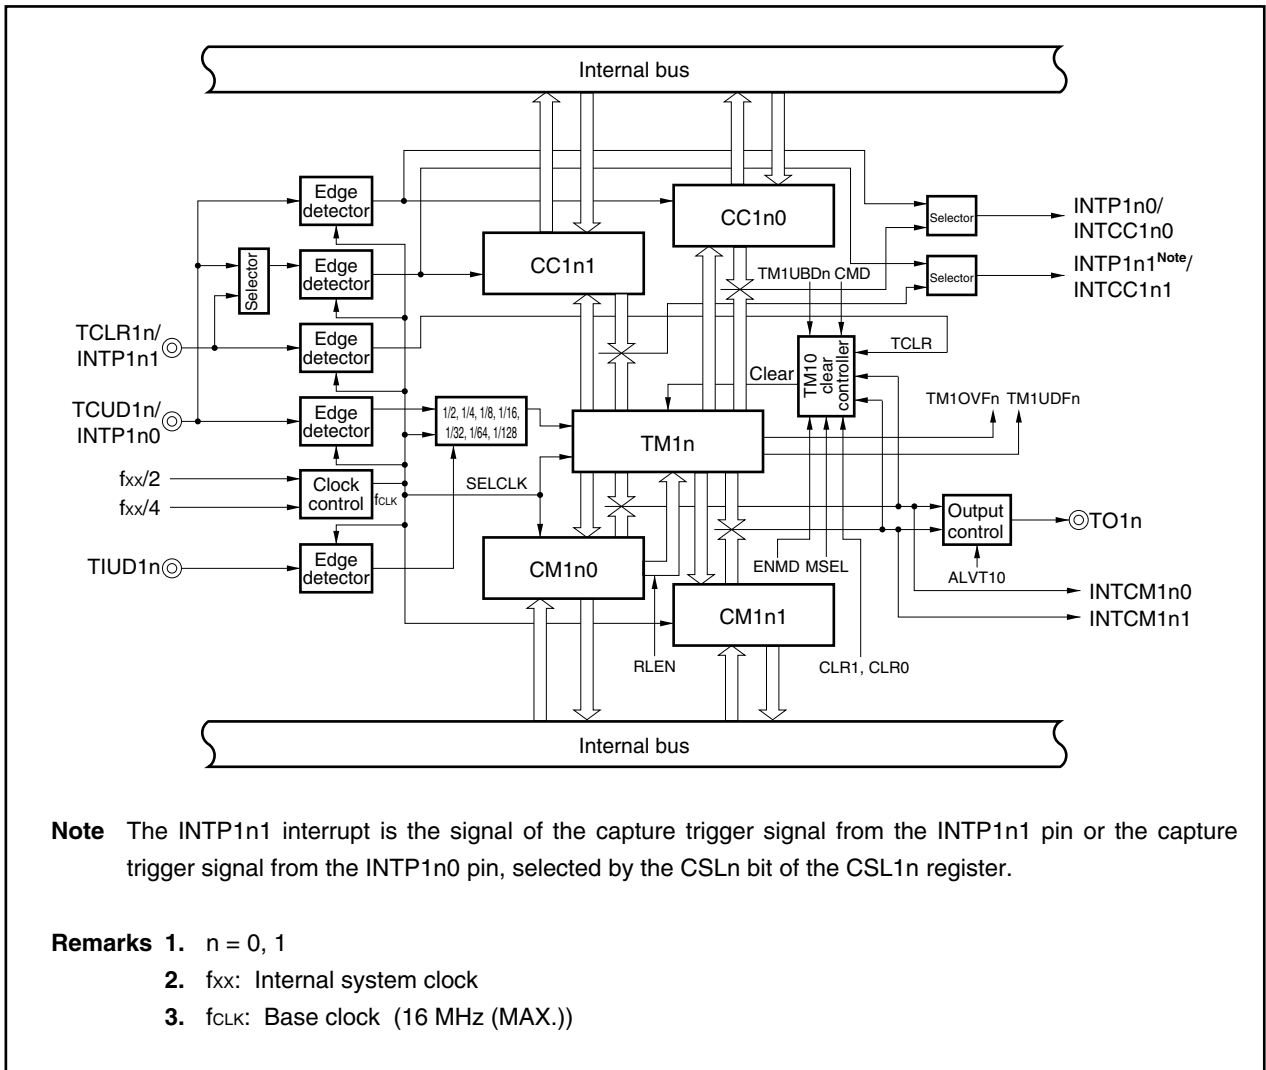 Internal bus
Edge
detector
CC1n0
Selector
INTP1n0/
INTCC1n0
CC1n1
Selector
Edge
detector
TM1UBDn CMD
Selector
INTP1n1Note/
INTCC1n1
TCLR1n/
INTP1n1
Edge
detector
TCLR
TM10
clear
controller
Clear
TCUD1n/
INTP1n0
Edge
detector
1/2, 1/4, 1/8, 1/16,
1/32, 1/64, 1/128
TM1n
TM1OVFn TM1UDFn
fxx/2
fxx/4
Clock
control
fCLK
SELCLK
Output
control
TO1n
TIUD1n
Edge
detector
CM1n0
ENMD MSEL
ALVT10
INTCM1n0
CM1n1
INTCM1n1
RLEN
CLR1, CLR0
Internal bus
Note The INTP1n1 interrupt is the signal of the capture trigger signal from the INTP1n1 pin or the capture
trigger signal from the INTP1n0 pin, selected by the CSLn bit of the CSL1n register.
Remarks 1. n = 0, 1
2. fxx: Internal system clock
3. fCLK: Base clock (16 MHz (MAX.))